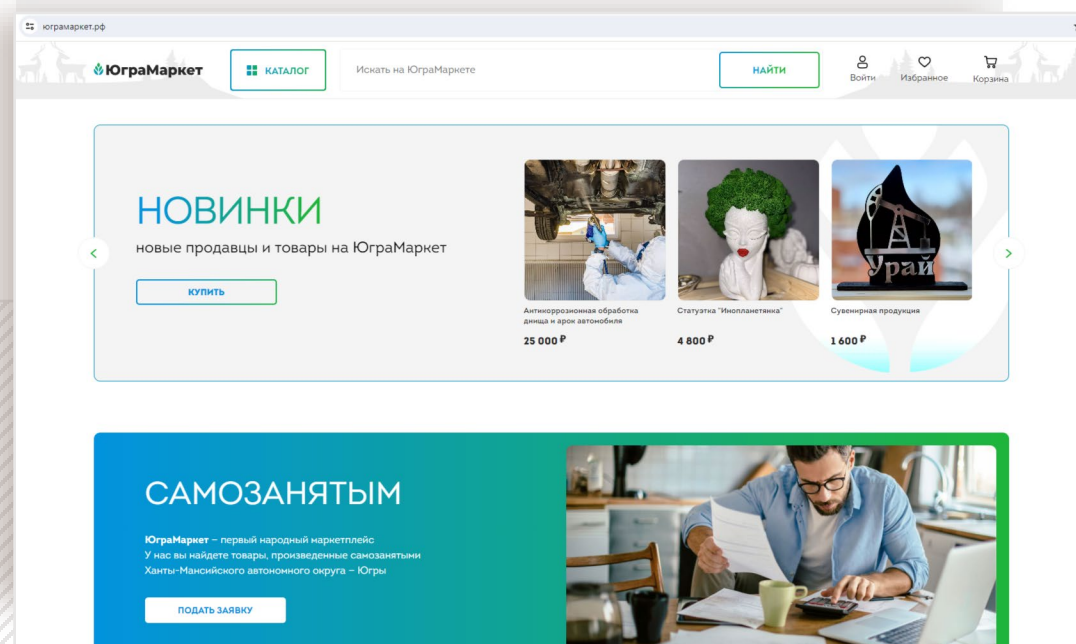 юграмаркет.рф
ЮграМаркет
КАТАЛОГ
Искать на ЮграМаркете
НАЙТИ
Войти
Избранное
Корзина
НОВИНКИ
новые продавцы и товары на ЮграМаркет
КУПИТЬ
Урай
Антикоррозионная обработка
днища и арок автомобиля
25 000 ₽
Статуэтка "Инопланетянка"
4 800 ₽
Сувенирная продукция
1 600 ₽
САМОЗАНЯТЫМ
ЮграМаркет – первый народный маркетплейс
У нас вы найдете товары, произведенные самозанятыми
Ханты-Мансийского автономного округа – Югры
ПОДАТЬ ЗАЯВКУ